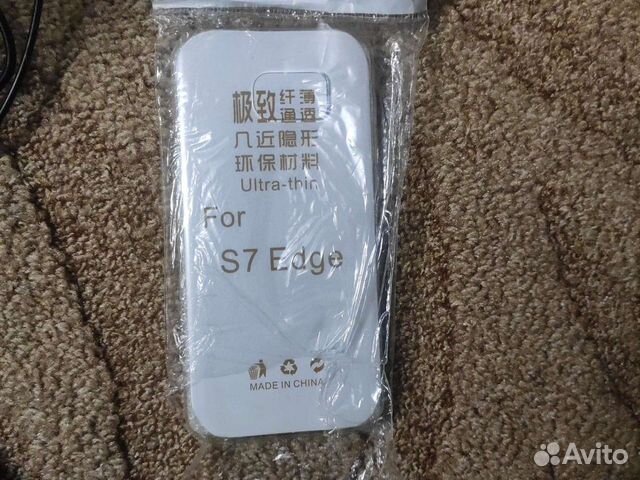 极致纤薄
通透
几近隐形
环保材料
Ultra-thin
For
S7 Edge
MADE IN CHINA
Avito